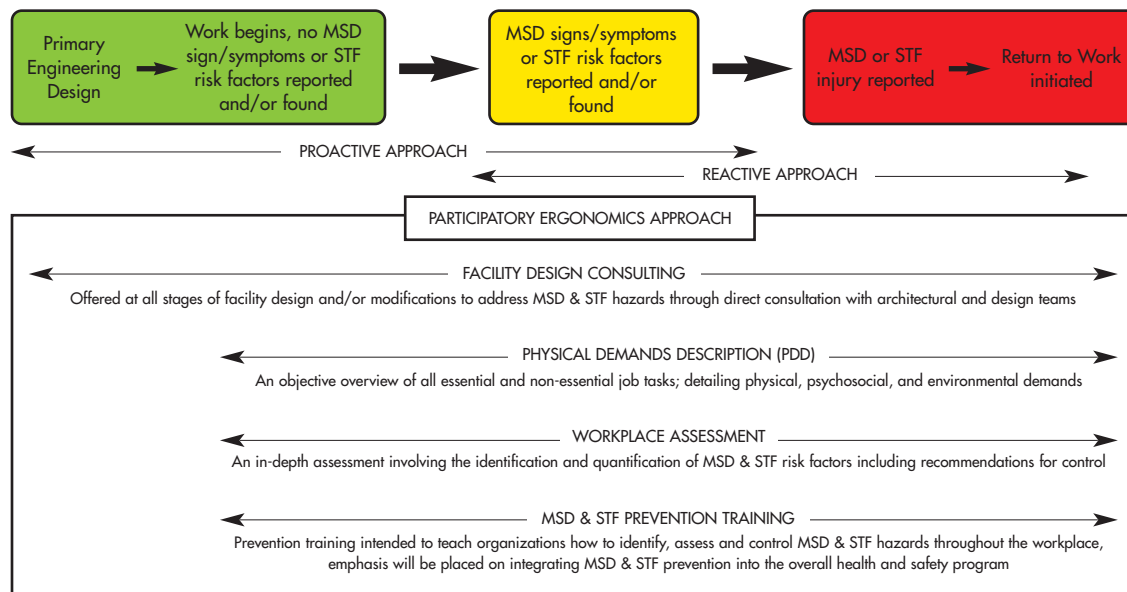 Primary
Engineering
Design
Work begins, no MSD
sign/symptoms or STF
risk factors reported
and/or found
MSD signs/symptoms
or STF risk factors
reported and/or
found
MSD or STF
injury reported
Return to Work
initiated
PROACTIVE APPROACH
REACTIVE APPROACH
PARTICIPATORY ERGONOMICS APPROACH
FACILITY DESIGN CONSULTING
Offered at all stages of facility design and/or modifications to address MSD & STF hazards through direct consultation with architectural and design teams
PHYSICAL DEMANDS DESCRIPTION (PDD)
An objective overview of all essential and non-essential job tasks; detailing physical, psychosocial, and environmental demands
WORKPLACE ASSESSMENT
An in-depth assessment involving the identification and quantification of MSD & STF risk factors including recommendations for control
MSD & STF PREVENTION TRAINING
Prevention training intended to teach organizations how to identify, assess and control MSD & STF hazards throughout the workplace,
emphasis will be placed on integrating MSD & STF prevention into the overall health and safety program